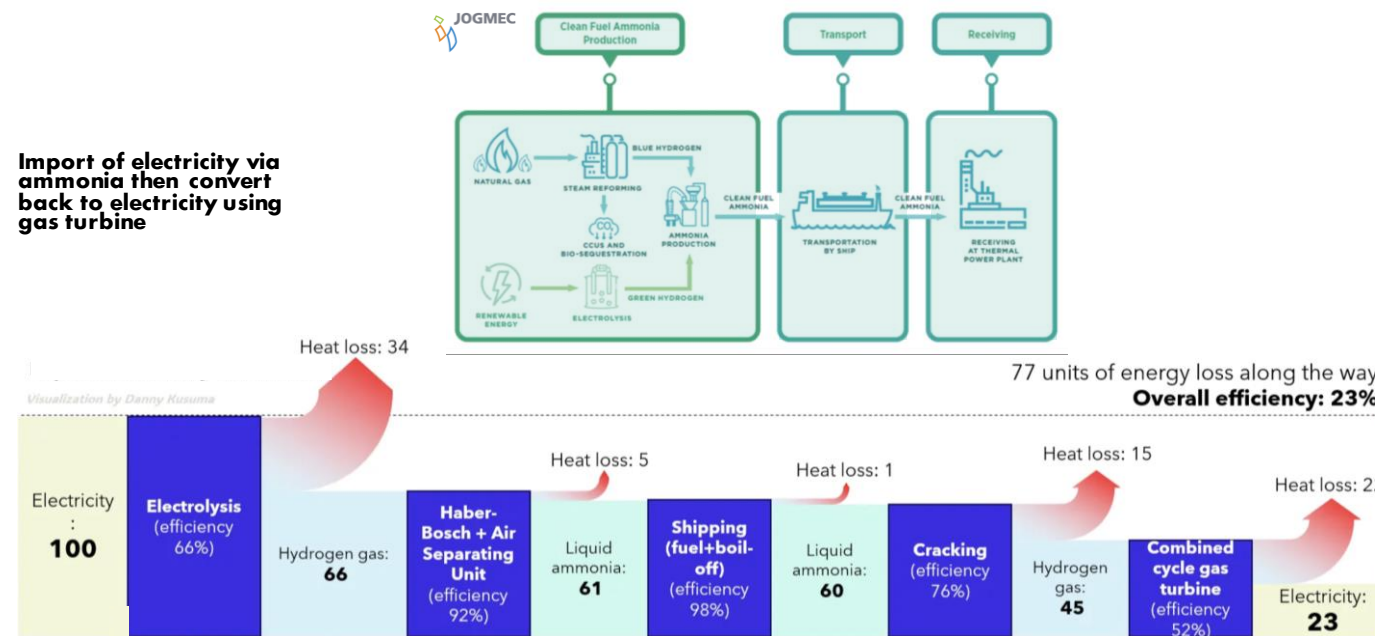 JOGMEC
Clean Fuel Ammonia
Production
Transport
Receiving
Import of electricity via
ammonia then convert
back to electricity using
gas turbine
NATURAL GAS
STEAM REFORMING
BLUE HYDROGEN
CO₂
CCUS AND
BIO-SEQUESTRATION
AMMONIA
PRODUCTION
RENEWABLE
ENERGY
ELECTROLYSIS
GREEN HYDROGEN
CLEAN FUEL
AMMONIA
TRANSPORTATION
BY SHIP
CLEAN FUEL
AMMONIA
RECEIVING
AT THERMAL
POWER PLANT
Heat loss: 34
77 units of energy loss along the way
Overall efficiency: 23%
Visualization by Danny Kusuma
Electricity
:
100
Electrolysis
(efficiency
66%)
Hydrogen gas:
66
Haber-
Bosch + Air
Separating
Unit
(efficiency
92%)
Heat loss: 5
Liquid
ammonia:
61
Shipping
(fuel+boil-
off)
(efficiency
98%)
Heat loss: 1
Liquid
ammonia:
60
Cracking
(efficiency
76%)
Heat loss: 15
Hydrogen
gas:
45
Combined
cycle gas
turbine
(efficiency
52%)
Heat loss: 2
Electricity:
23